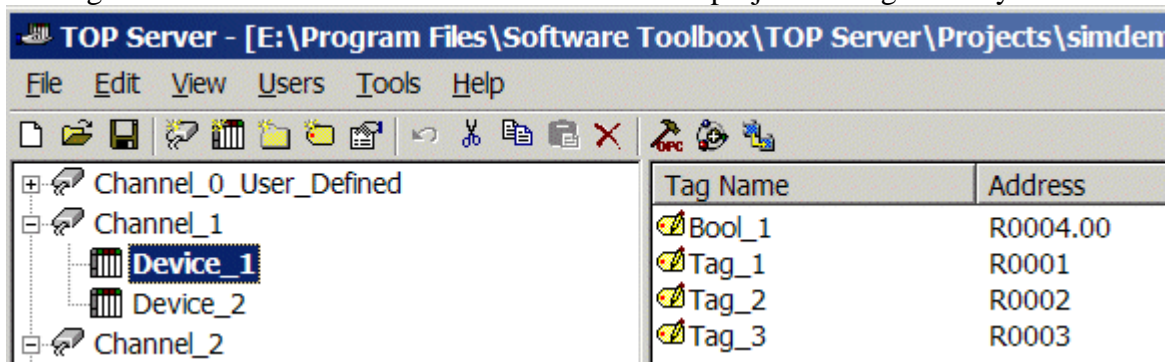 TOP Server - [E:\Program Files\Software Toolbox\TOP Server\Projects\simdem
File Edit View Users Tools Help
OPC
Channel_0_User_Defined
Channel_1
Device_1
Device_2
Channel_2
Tag Name Address
Bool_1 R0004.00
Tag_1 R0001
Tag_2 R0002
Tag_3 R0003